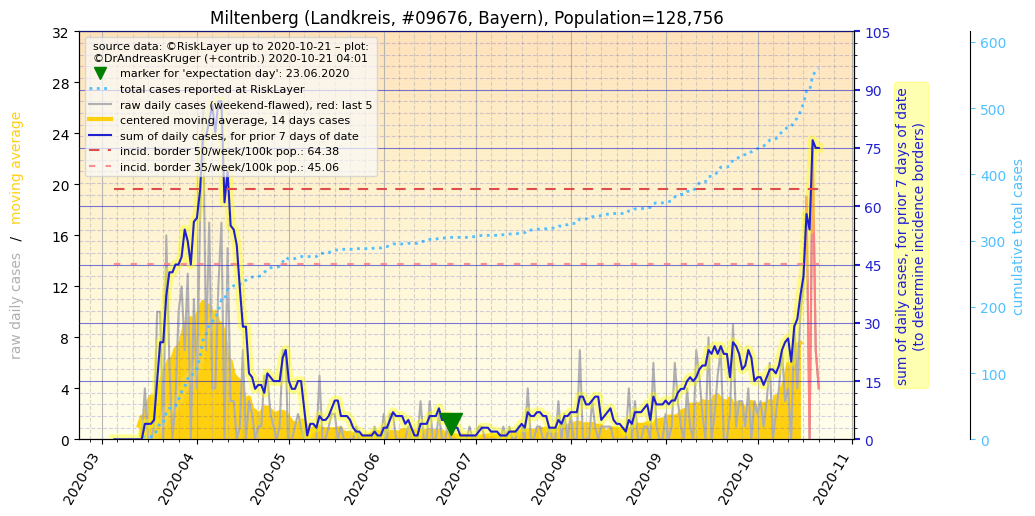 Miltenberg (Landkreis, #09676, Bayern), Population=128,756
source data: ©RiskLayer up to 2020-10-21 – plot:
©DrAndreasKruger (+contrib.) 2020-10-21 04:01
marker for 'expectation day': 23.06.2020
total cases reported at RiskLayer
raw daily cases (weekend-flawed), red: last 5
centered moving average, 14 days cases
sum of daily cases, for prior 7 days of date
incid. border 50/week/100k pop.: 64.38
incid. border 35/week/100k pop.: 45.06
raw daily cases / moving average
32
28
24
20
16
12
8
4
0
105
90
75
60
45
30
15
0
sum of daily cases, for prior 7 days of date
(to determine incidence borders)
600
500
400
300
200
100
0
cumulative total cases
2020-03
2020-04
2020-05
2020-06
2020-07
2020-08
2020-09
2020-10
2020-11